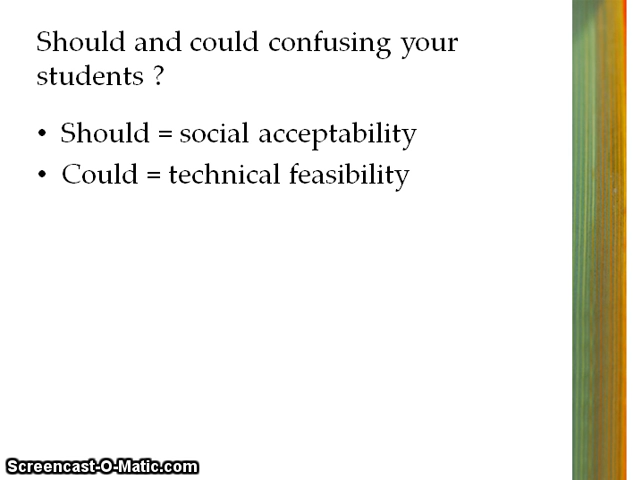 Should and could confusing your
students ?
• Should = social acceptability
• Could = technical feasibility
Screencast-O-Matic.com